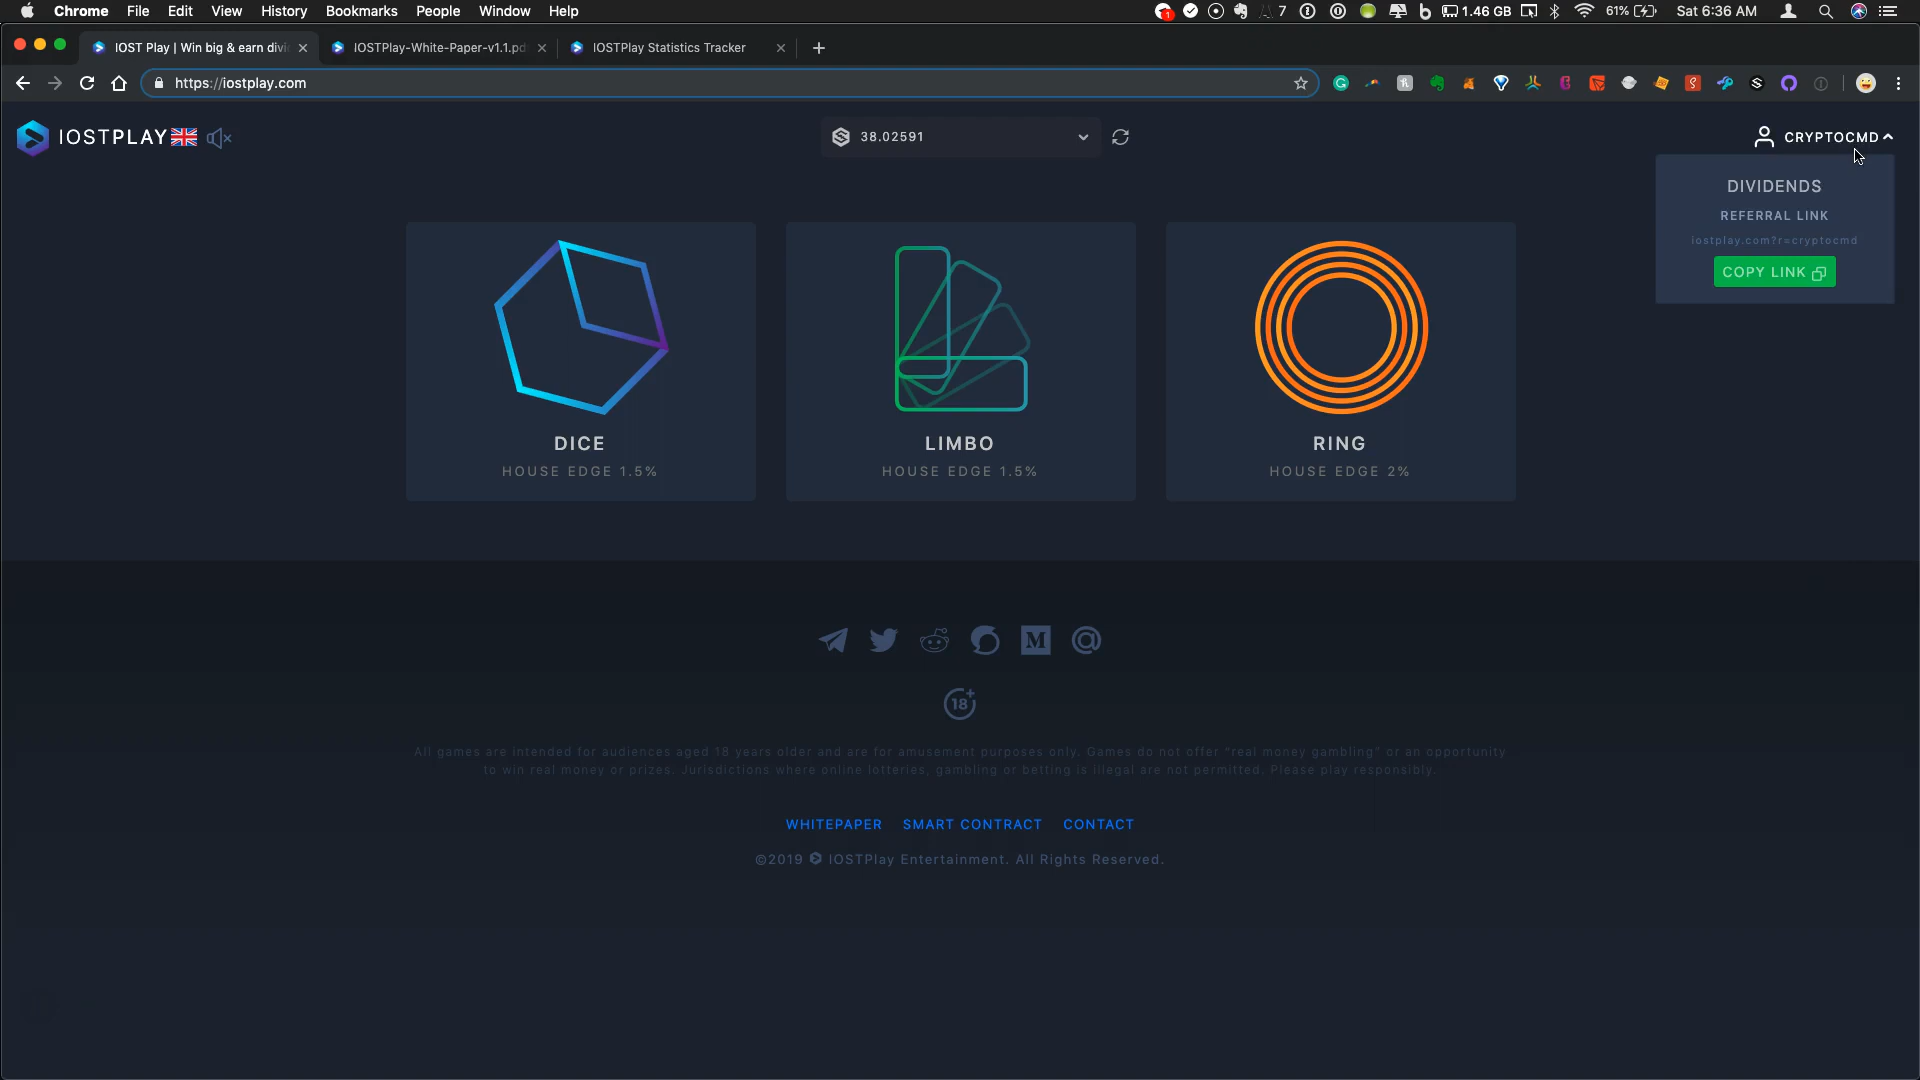 Chrome File Edit View History Bookmarks People Window Help 1 7 1.46 GB 61% Sat 6:36 AM
IOST Play | Win big & earn divi IOSTPlay-White-Paper-v1.1.pd IOSTPlay Statistics Tracker
https://iostplay.com
IOSTPLAY 38.02591 CRYPTOCMD
DIVIDENDS
REFERRAL LINK
iostplay.com?r=cryptocmd
COPY LINK
DICE LIMBO RING
HOUSE EDGE 1.5% HOUSE EDGE 1.5% HOUSE EDGE 2%
M
18+
All games are intended for audiences aged 18 years older and are for amusement purposes only. Games do not offer "real money gambling" or an opportunity
to win real money or prizes. Jurisdictions where online lotteries, gambling or betting is illegal are not permitted. Please play responsibly.
WHITEPAPER SMART CONTRACT CONTACT
©2019 IOSTPlay Entertainment. All Rights Reserved.